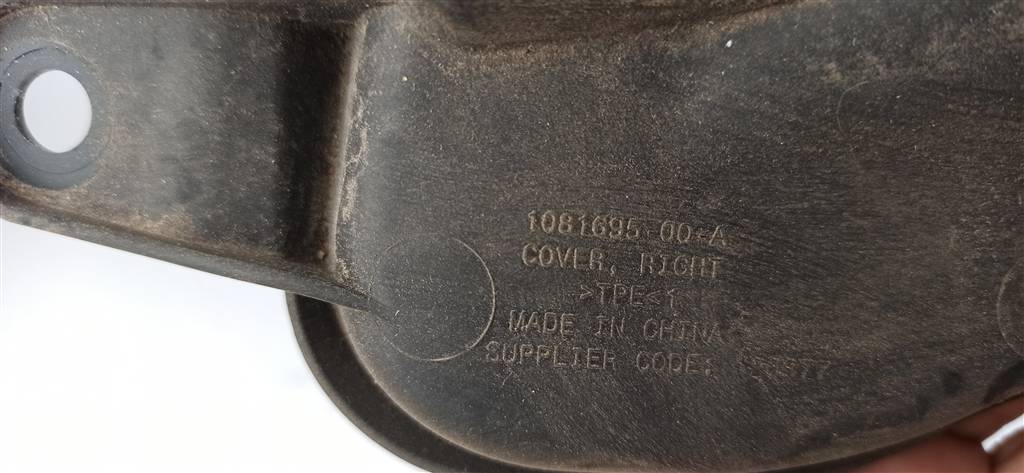 1081695-00-A
COVER, RIGHT
>TPE<1
MADE IN CHINA
SUPPLIER CODE: